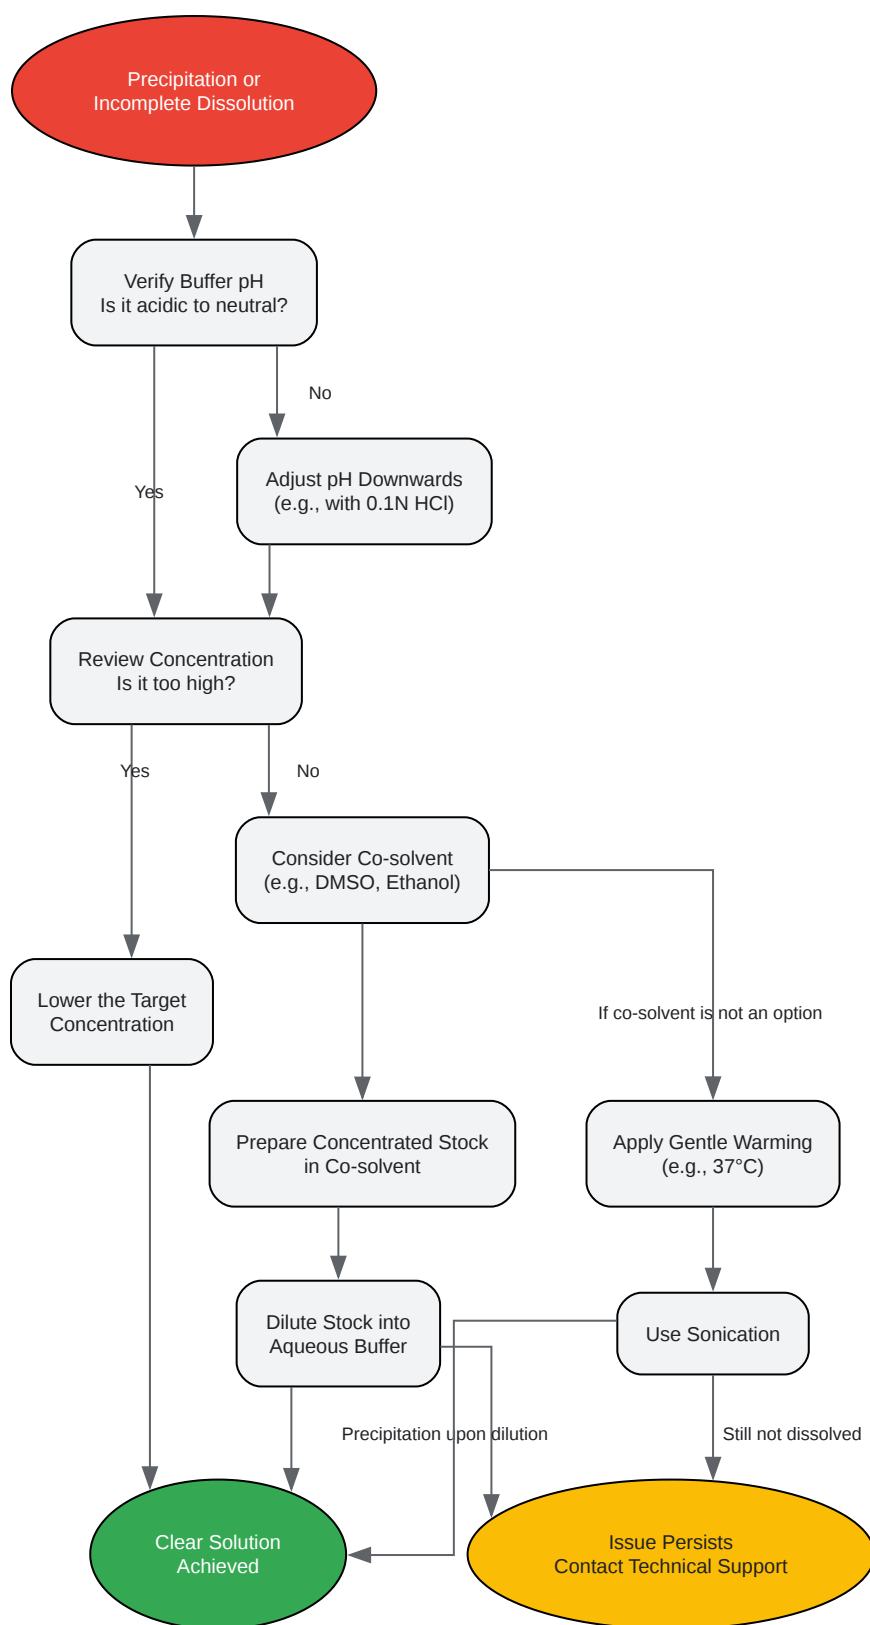 Precipitation or
Incomplete Dissolution
Verify Buffer pH
Is it acidic to neutral?
No
Adjust pH Downwards
(e.g., with 0.1N HCl)
Yes
Review Concentration
Is it too high?
Yes
No
Consider Co-solvent
(e.g., DMSO, Ethanol)
Lower the Target
Concentration
If co-solvent is not an option
Prepare Concentrated Stock
in Co-solvent
Apply Gentle Warming
(e.g., 37°C)
Dilute Stock into
Aqueous Buffer
Use Sonication
Precipitation upon dilution
Still not dissolved
Clear Solution
Achieved
Issue Persists
Contact Technical Support